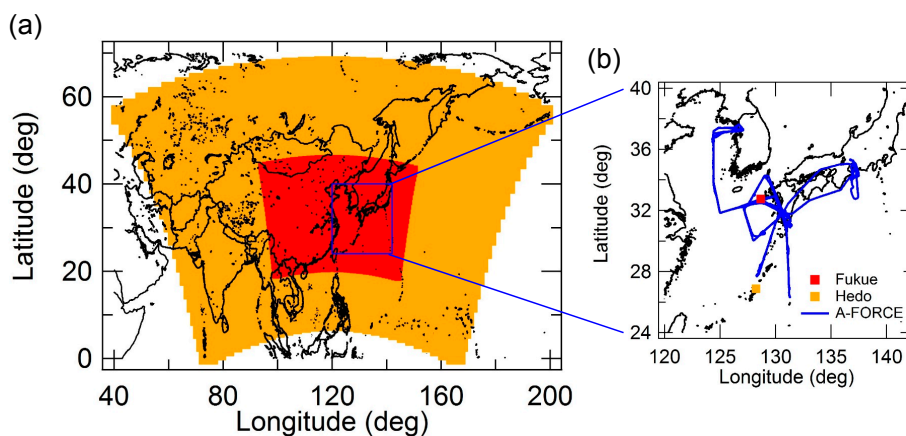 (a)
Latitude (deg)
60
40
20
0
40
80
120
160
200
Longitude (deg)
(b)
Latitude (deg)
40
36
32
28
24
Fukue
Hedo
A-FORCE
120
125
130
135
140
Longitude (deg)